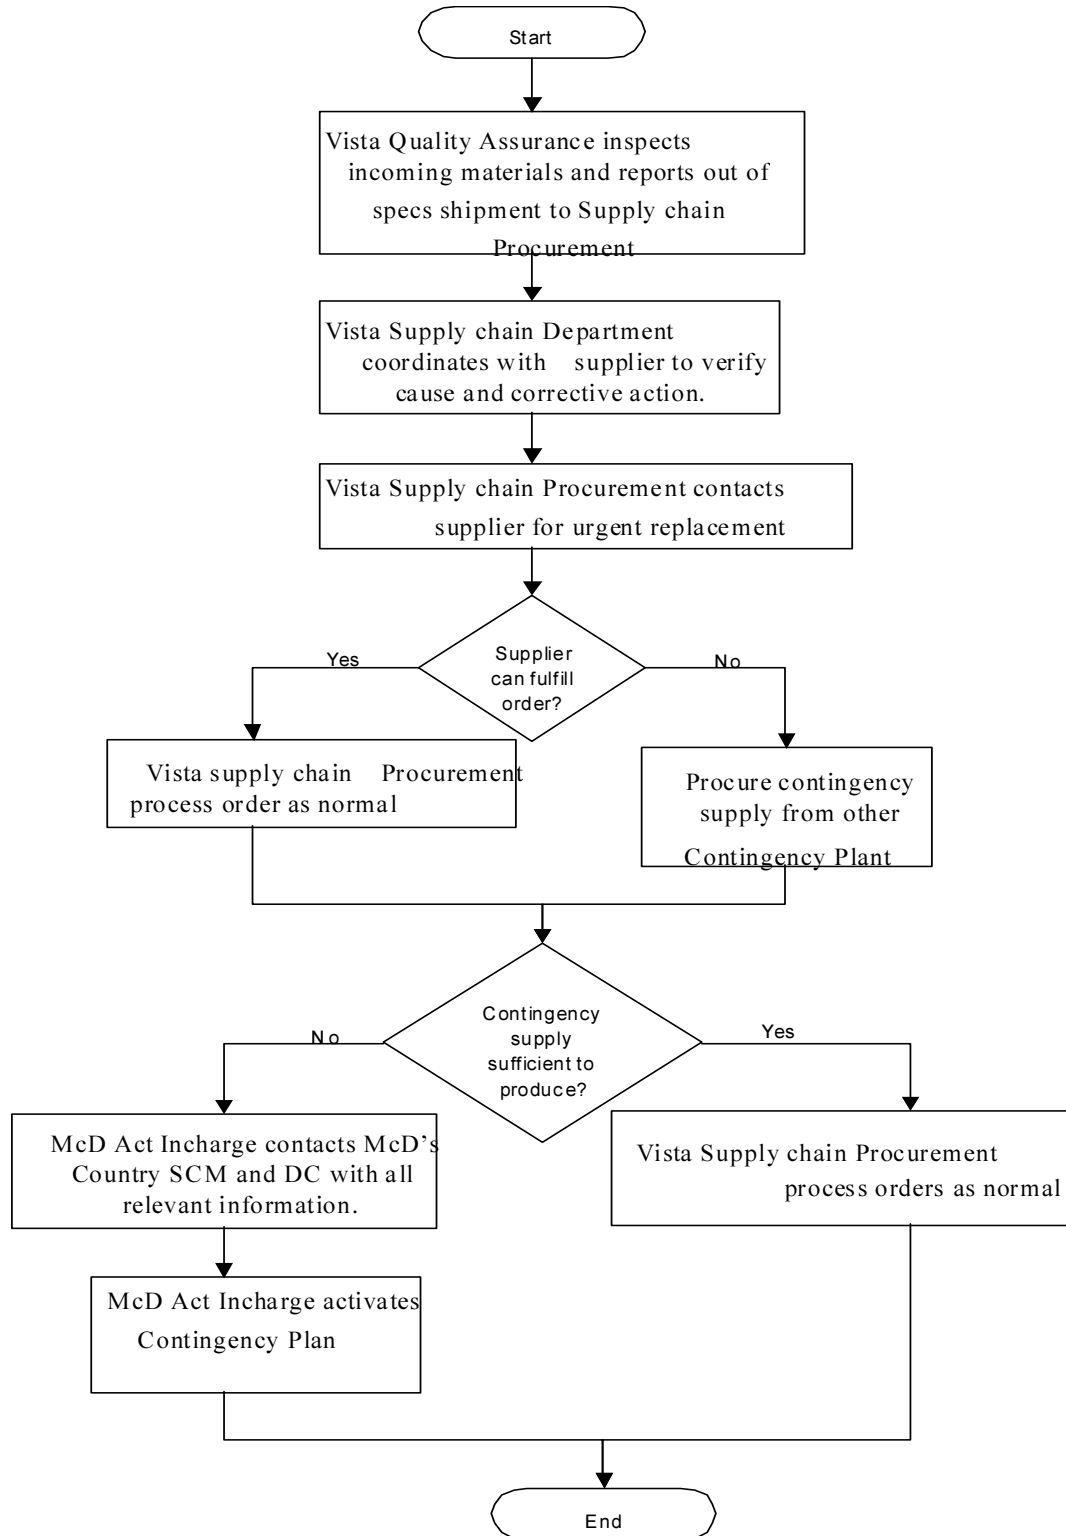 Start
Vista Quality Assurance inspects
incoming materials and reports out of
specs shipment to Supply chain
Procurement
Vista Supply chain Department
coordinates with supplier to verify
cause and corrective action.
Vista Supply chain Procurement contacts
supplier for urgent replacement
Supplier
can fulfill
order?
Yes
No
Vista supply chain Procurement
process order as normal
Procure contingency
supply from other
Contingency Plant
Contingency
supply
sufficient to
produce?
No
Yes
McD Act Incharge contacts McD's
Country SCM and DC with all
relevant information.
Vista Supply chain Procurement
process orders as normal
McD Act Incharge activates
Contingency Plan
End